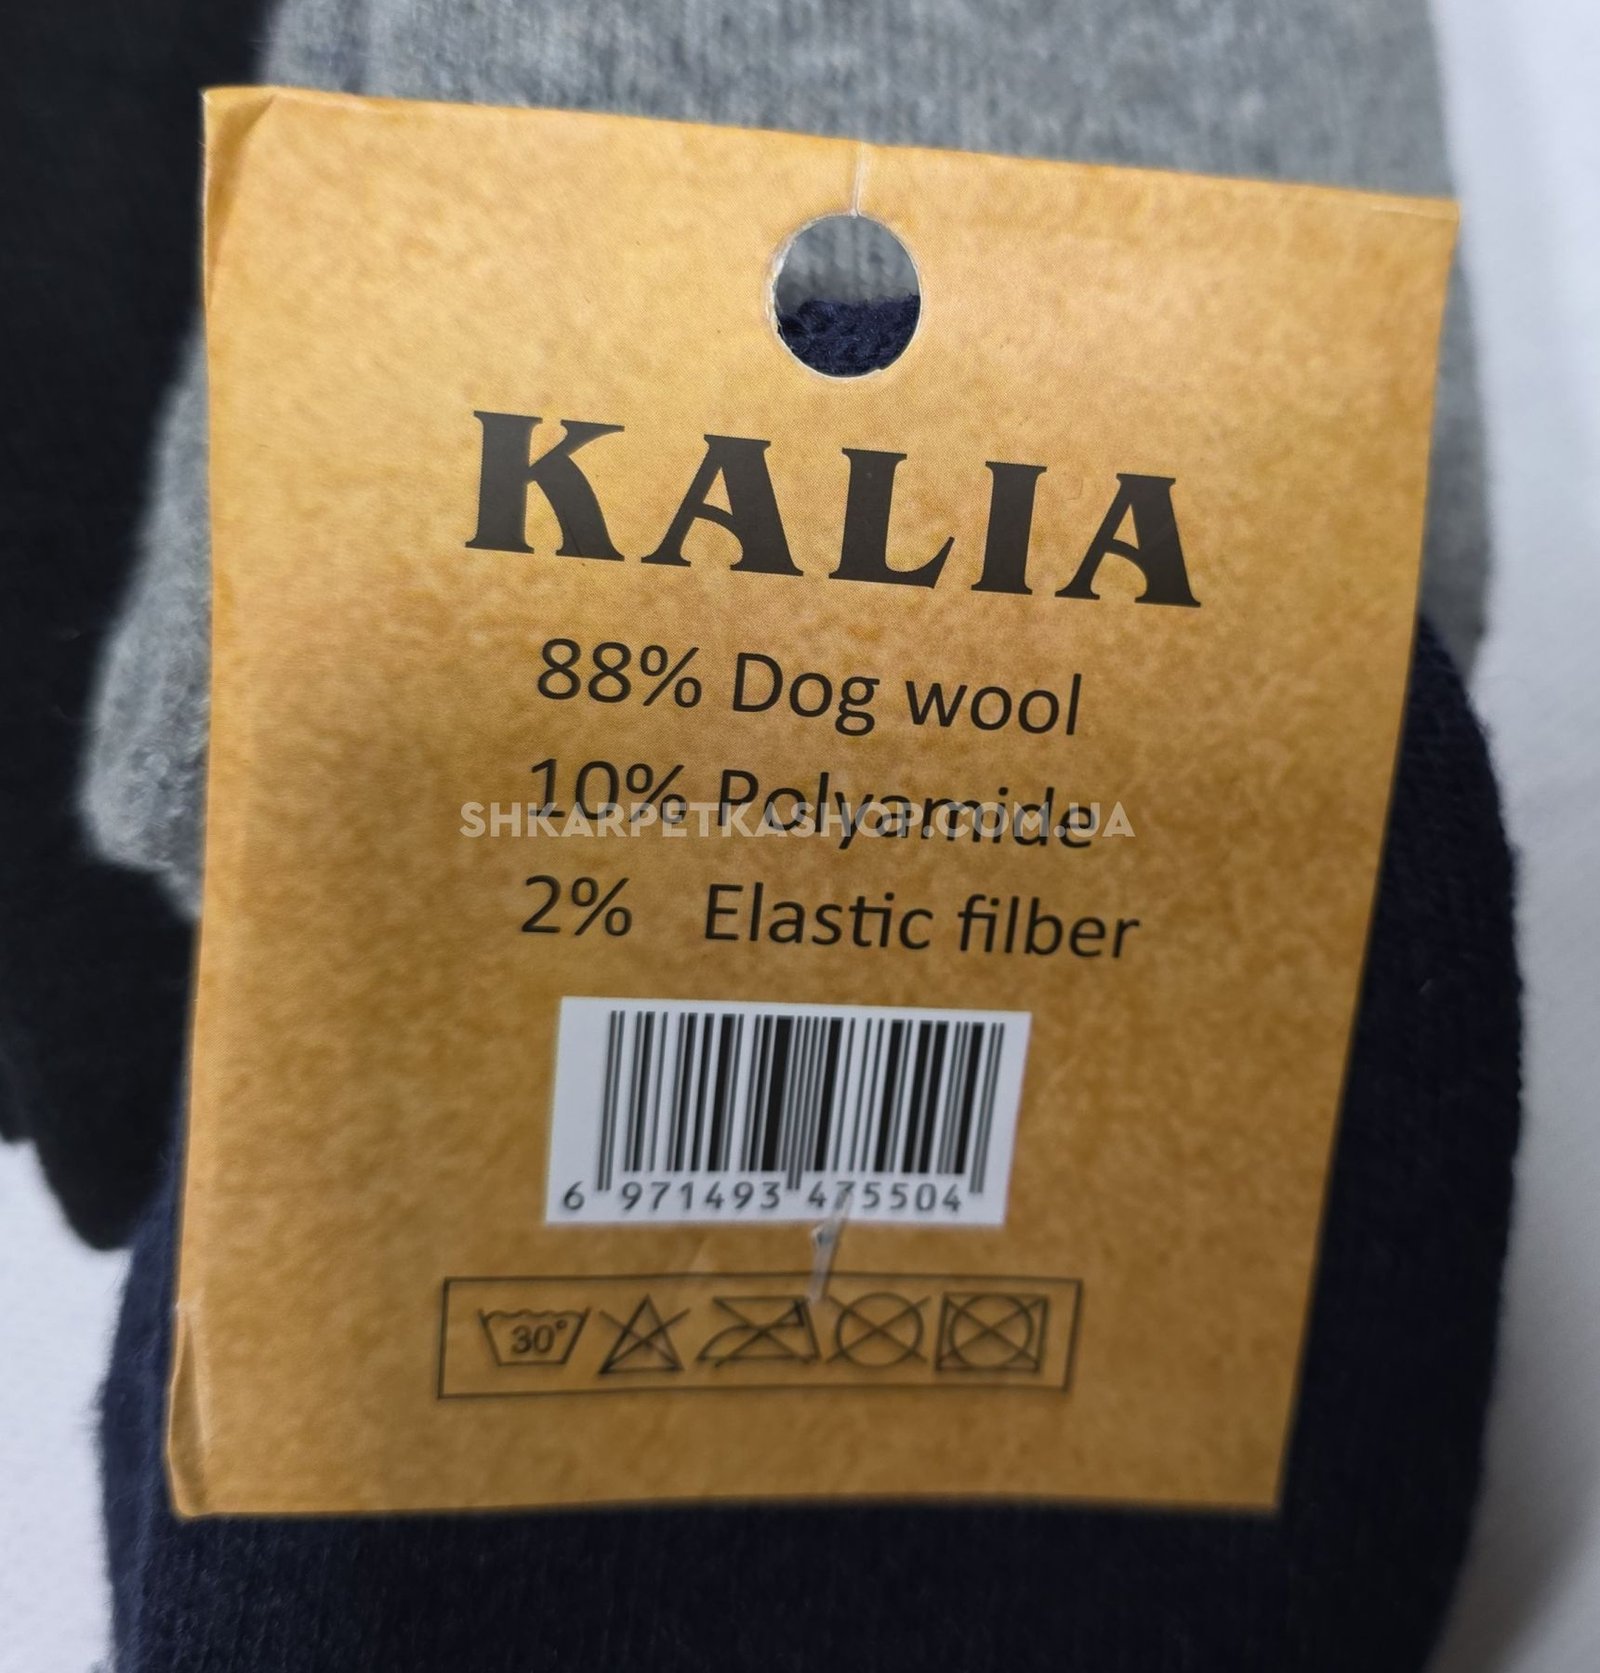 KALIA
88% Dog wool
10% Polyamide
SHKARPETKASHOP.COM.UA
2% Elastic filber
6 971493 475504
30°